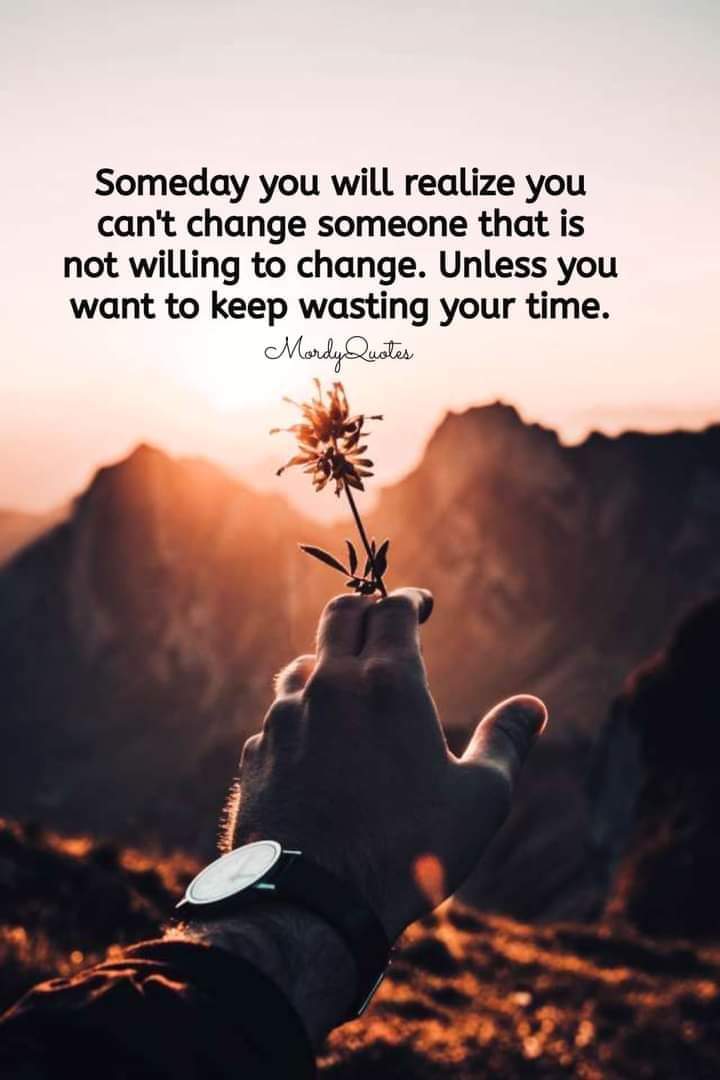 Someday you will realize you
can't change someone that is
not willing to change. Unless you
want to keep wasting your time.
MordyQuotes